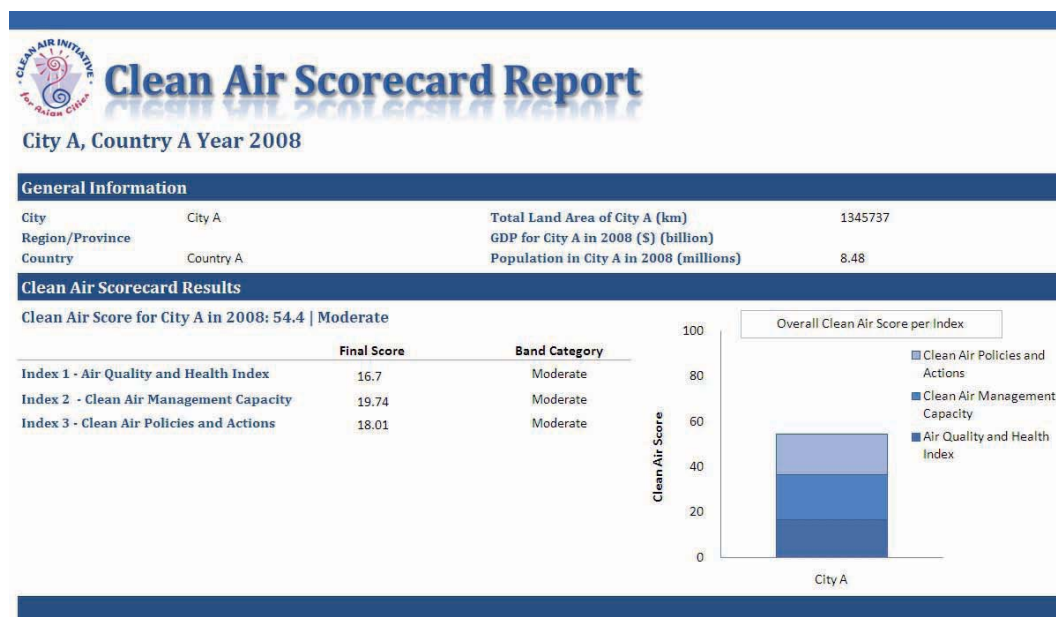 CLEAN AIR INITIATIVE
for Asian Cities
Clean Air Scorecard Report
City A, Country A Year 2008
General Information
City City A Total Land Area of City A (km) 1345737
Region/Province GDP for City A in 2008 ($) (billion)
Country Country A Population in City A in 2008 (millions) 8.48
Clean Air Scorecard Results
Clean Air Score for City A in 2008: 54.4 | Moderate
Final Score Band Category
Index 1 - Air Quality and Health Index 16.7 Moderate
Index 2 - Clean Air Management Capacity 19.74 Moderate
Index 3 - Clean Air Policies and Actions 18.01 Moderate
Overall Clean Air Score per Index
Clean Air Score
100
80
60
40
20
0
City A
Clean Air Policies and
Actions
Clean Air Management
Capacity
Air Quality and Health
Index